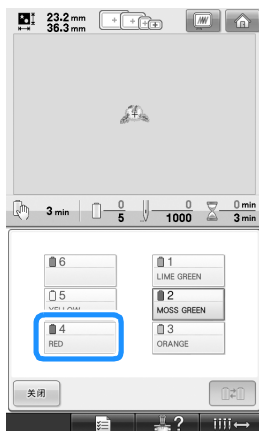 23.2 mm
36.3 mm
3 min
0
5
0
1000
0 min
3 min
6
1
LIME GREEN
5
YELLOW
2
MOSS GREEN
4
RED
3
ORANGE
关闭
?